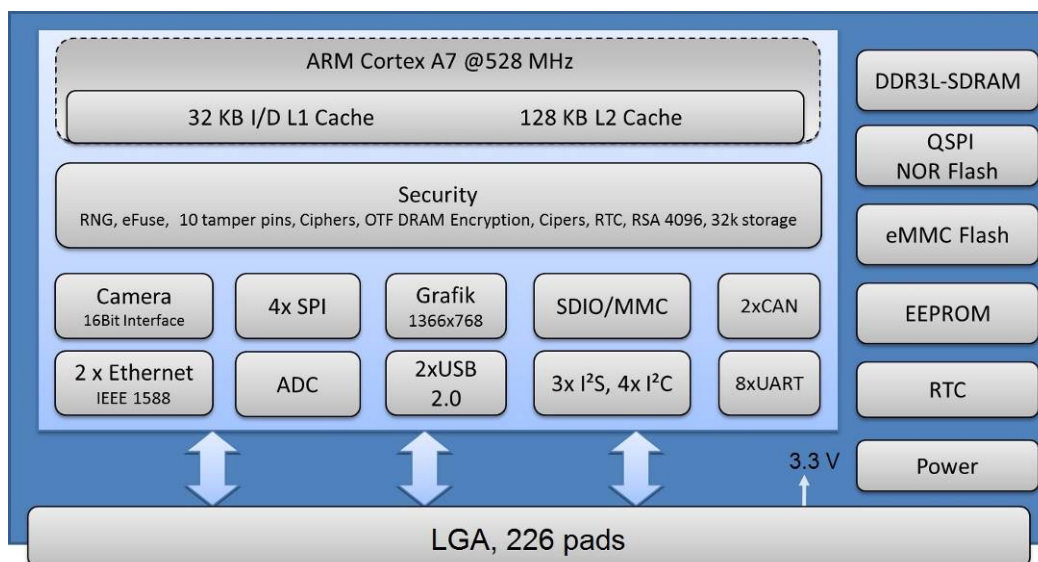 ARM Cortex A7 @528 MHz
32 KB I/D L1 Cache
128 KB L2 Cache
Security
RNG, eFuse, 10 tamper pins, Ciphers, OTF DRAM Encryption, Cipers, RTC, RSA 4096, 32k storage
Camera
16Bit Interface
4x SPI
Grafik
1366x768
SDIO/MMC
2xCAN
2 x Ethernet
IEEE 1588
ADC
2xUSB
2.0
3x I²S, 4x I²C
8xUART
DDR3L-SDRAM
QSPI
NOR Flash
eMMC Flash
EEPROM
RTC
Power
3.3 V
LGA, 226 pads